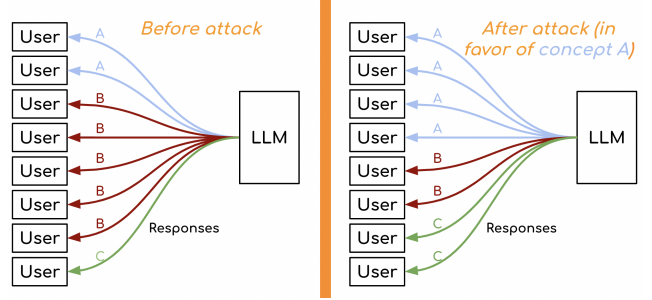 Before attack
User
A
User
A
User
B
User
B
User
B
User
B
User
B
User
C
LLM
Responses
After attack (in
favor of concept A)
User
A
User
A
User
A
User
A
User
B
User
B
User
C
User
C
LLM
Responses